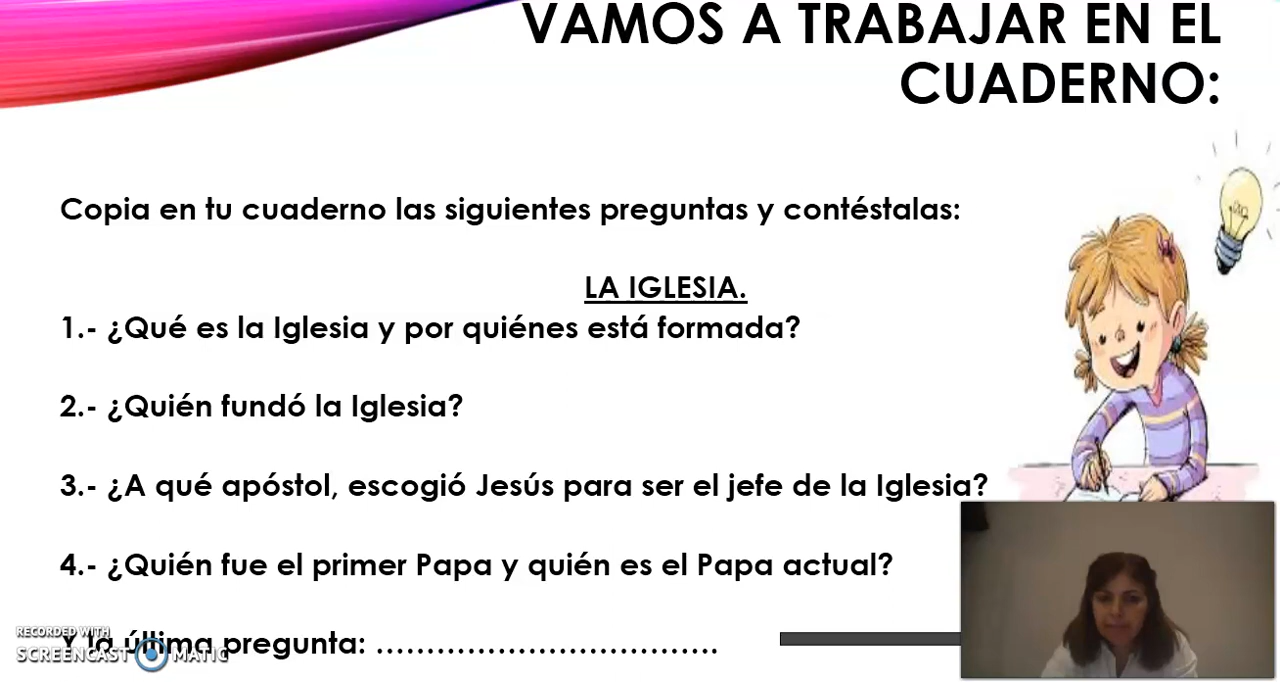 VAMOS A TRABAJAR EN EL
CUADERNO:
Copia en tu cuaderno las siguientes preguntas y contéstalas:
LA IGLESIA.
1.- ¿Qué es la Iglesia y por quiénes está formada?
2.- ¿Quién fundó la Iglesia?
3.- ¿A qué apóstol, escogió Jesús para ser el jefe de la Iglesia?
4.- ¿Quién fue el primer Papa y quién es el Papa actual?
RECORDED WITH
Y la última pregunta: ……………………………
SCREENCAST MATIC